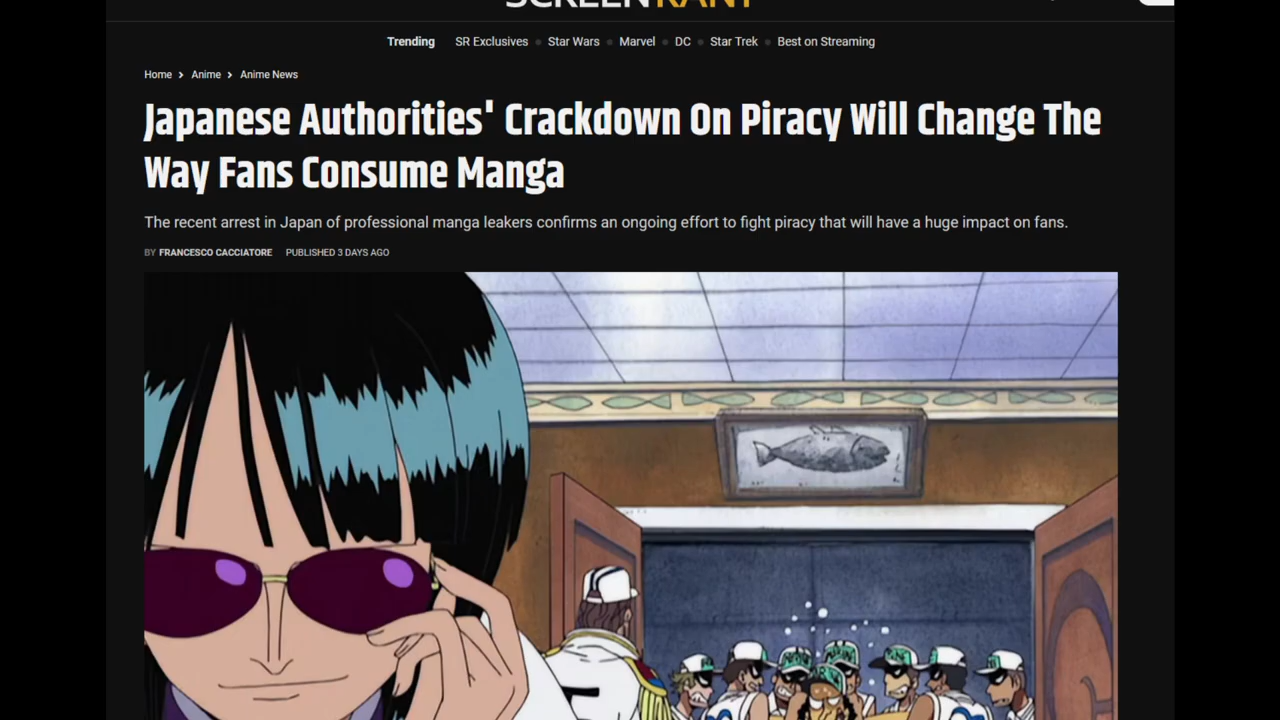 SCREENRANT
Trending SR Exclusives Star Wars Marvel DC Star Trek Best on Streaming
Home > Anime > Anime News
Japanese Authorities' Crackdown On Piracy Will Change The
Way Fans Consume Manga
The recent arrest in Japan of professional manga leakers confirms an ongoing effort to fight piracy that will have a huge impact on fans.
BY FRANCESCO CACCIATORE PUBLISHED 3 DAYS AGO